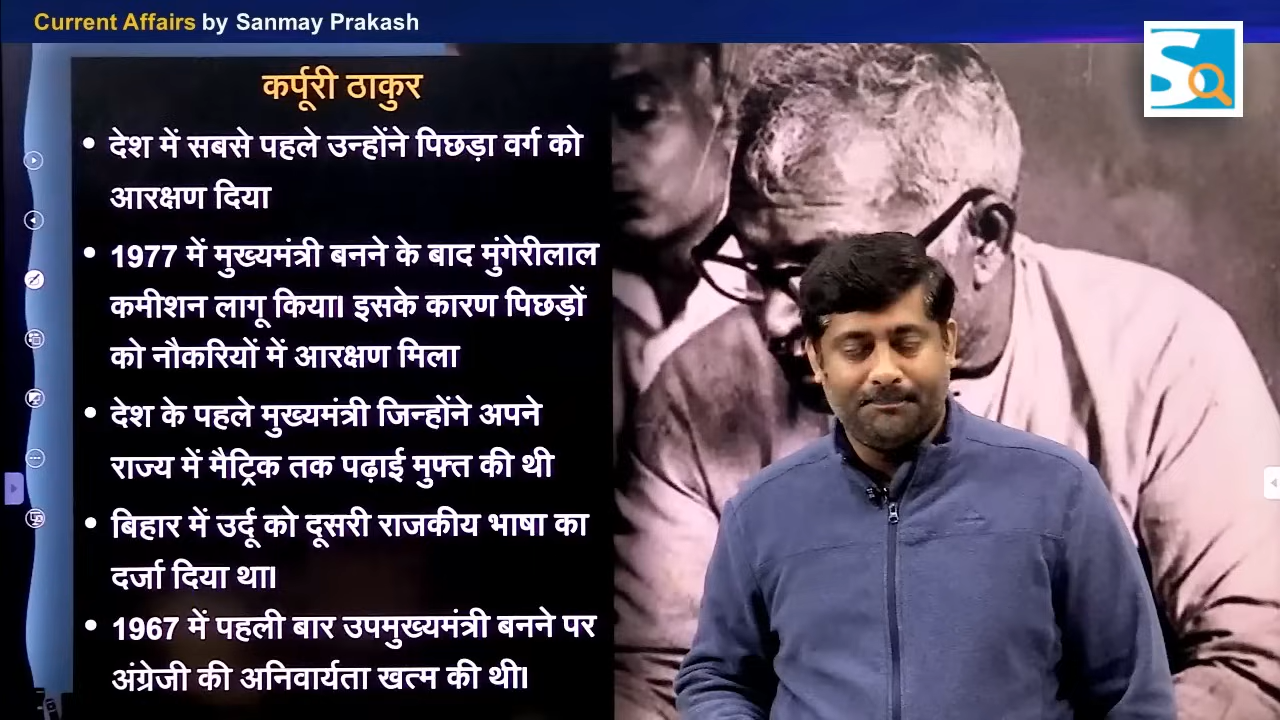 Current Affairs by Sanmay Prakash
कर्पूरी ठाकुर
• देश में सबसे पहले उन्होंने पिछड़ा वर्ग को
आरक्षण दिया
• 1977 में मुख्यमंत्री बनने के बाद मुंगेरीलाल
कमीशन लागू किया। इसके कारण पिछड़ों
को नौकरियों में आरक्षण मिला
• देश के पहले मुख्यमंत्री जिन्होंने अपने
राज्य में मैट्रिक तक पढ़ाई मुफ्त की थी
• बिहार में उर्दू को दूसरी राजकीय भाषा का
दर्जा दिया था।
• 1967 में पहली बार उपमुख्यमंत्री बनने पर
अंग्रेजी की अनिवार्यता खत्म की थी।